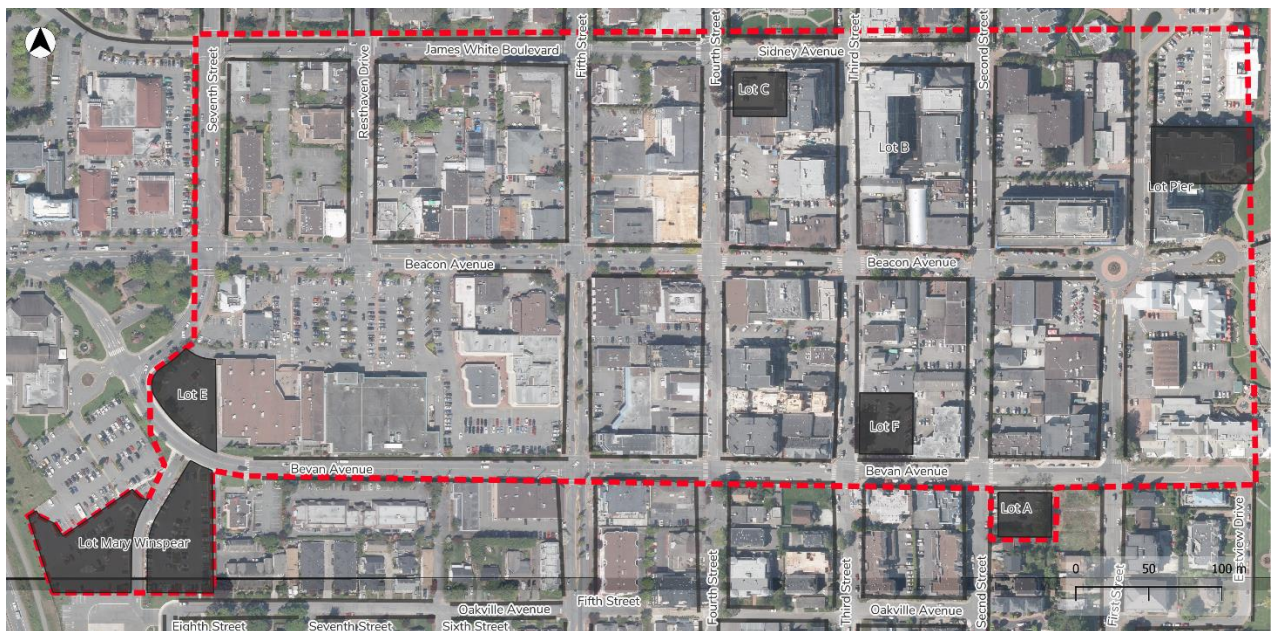 James White Boulevard
Sidney Avenue
Seventh Street
Resthaven Drive
Fifth Street
Fourth Street
Third Street
Second Street
Lot C
Lot B
Lot Pier
Beacon Avenue
Beacon Avenue
Lot E
Lot F
Bevan Avenue
Bevan Avenue
Lot A
Lot Mary Winspear
Eastview Drive
0 50 100 m
Fourth Street
Third Street
Second Street
First Street
Fifth Street
Oakville Avenue
Oakville Avenue
Eighth Street
Seventh Street
Sixth Street